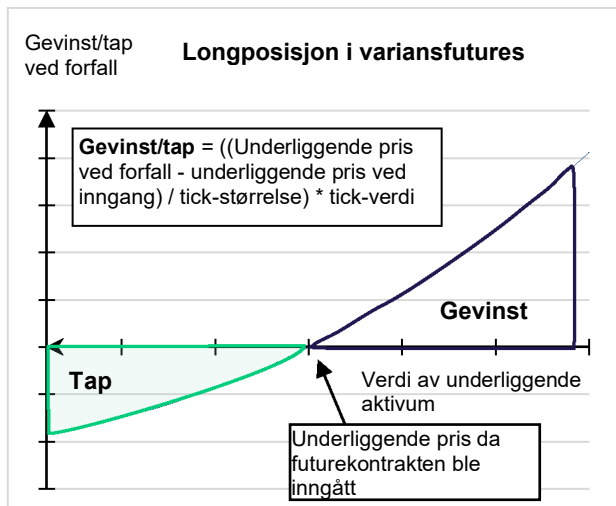 Gevinst/tap
ved forfall
Longposisjon i variansfutures
Gevinst/tap = ((Underliggende pris
ved forfall - underliggende pris ved
inngang) / tick-størrelse) * tick-verdi
Gevinst
Tap
Verdi av underliggende
aktivum
Underliggende pris da
futurekontrakten ble
inngått